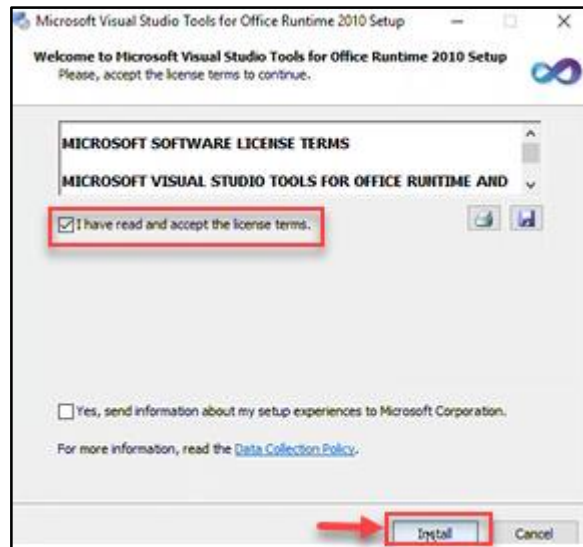 Microsoft Visual Studio Tools for Office Runtime 2010 Setup
Welcome to Microsoft Visual Studio Tools for Office Runtime 2010 Setup
Please, accept the license terms to continue.
MICROSOFT SOFTWARE LICENSE TERMS
MICROSOFT VISUAL STUDIO TOOLS FOR OFFICE RUNTIME AND
I have read and accept the license terms.
Yes, send information about my setup experiences to Microsoft Corporation.
For more information, read the Data Collection Policy.
Install Cancel